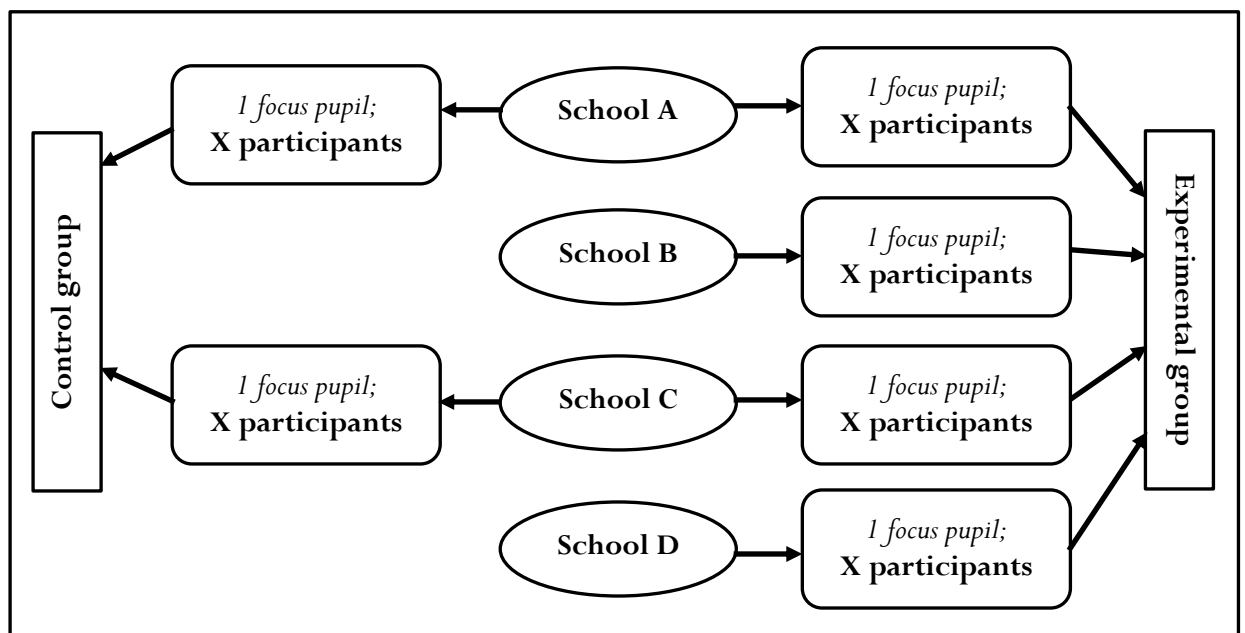 1 focus pupil;
X participants
School A
1 focus pupil;
X participants
School B
1 focus pupil;
X participants
Control group
Experimental group
1 focus pupil;
X participants
School C
1 focus pupil;
X participants
School D
1 focus pupil;
X participants